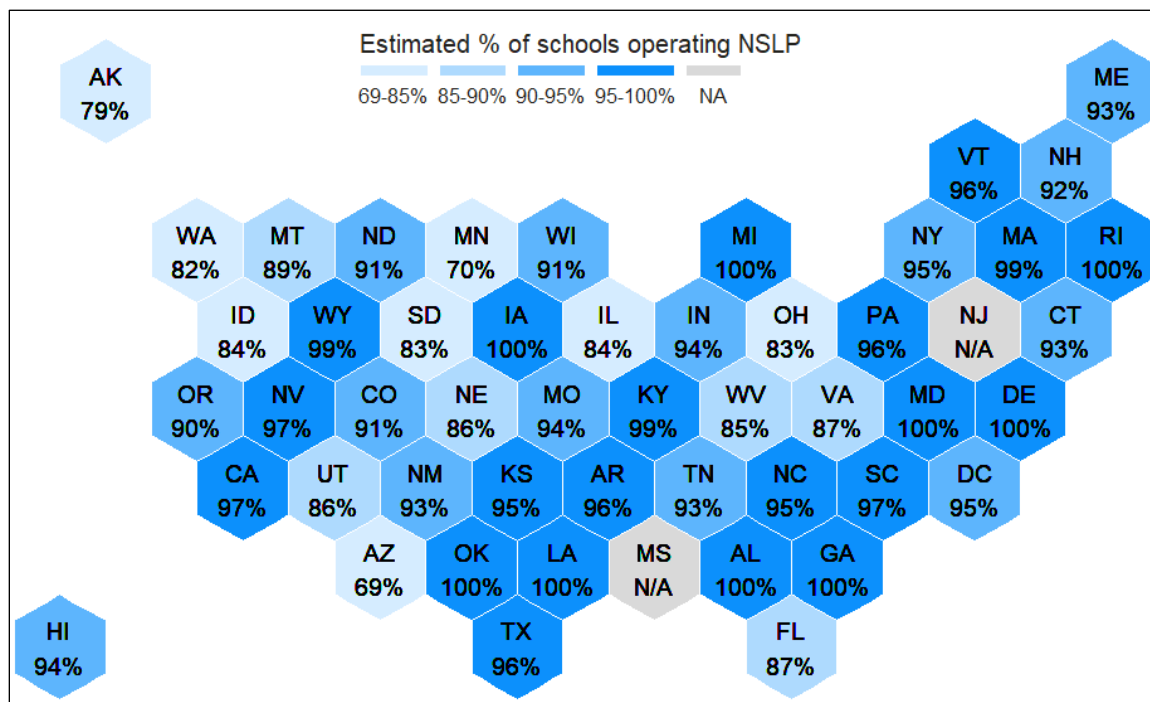 Estimated % of schools operating NSLP
69-85% 85-90% 90-95% 95-100% NA
AK
79%
ME
93%
VT NH
96% 92%
WA MT ND MN WI MI NY MA RI
82% 89% 91% 70% 91% 100% 95% 99% 100%
ID WY SD IA IL IN OH PA NJ CT
84% 99% 83% 100% 84% 94% 83% 96% N/A 93%
OR NV CO NE MO KY WV VA MD DE
90% 97% 91% 86% 94% 99% 85% 87% 100% 100%
CA UT NM KS AR TN NC SC DC
97% 86% 93% 95% 96% 93% 95% 97% 95%
AZ OK LA MS AL GA
69% 100% 100% N/A 100% 100%
HI TX FL
94% 96% 87%